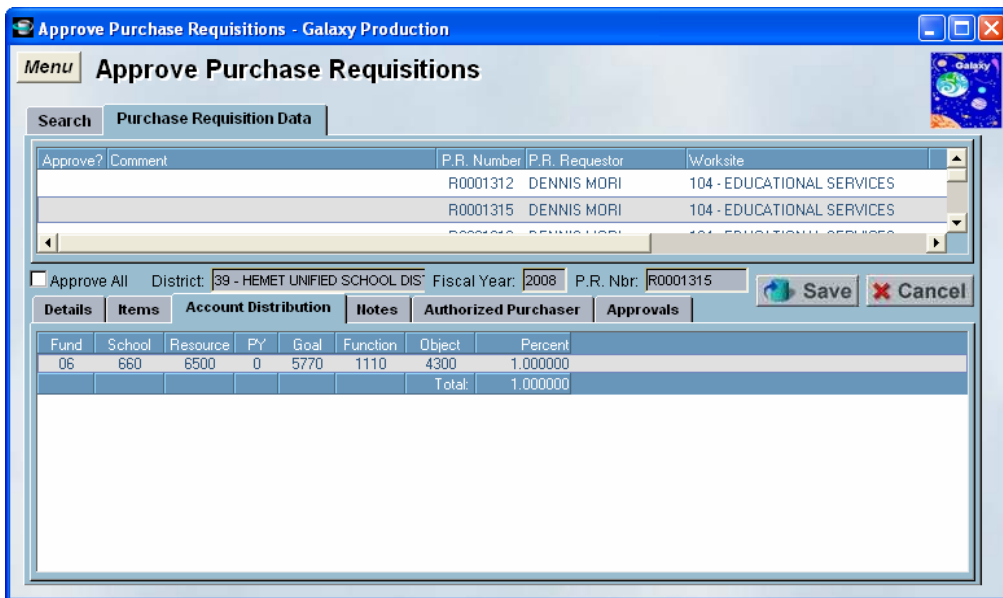 Approve Purchase Requisitions - Galaxy Production
Menu Approve Purchase Requisitions
Galaxy
Search Purchase Requisition Data
Approve? Comment P.R. Number P.R. Requestor Worksite
R0001312 DENNIS MORI 104 - EDUCATIONAL SERVICES
R0001315 DENNIS MORI 104 - EDUCATIONAL SERVICES
Approve All District: 39 - HEMET UNIFIED SCHOOL DIS Fiscal Year: 2008 P.R. Nbr: R0001315 Save Cancel
Details Items Account Distribution Notes Authorized Purchaser Approvals
Fund School Resource PY Goal Function Object Percent
06 660 6500 0 5770 1110 4300 1.000000
Total: 1.000000